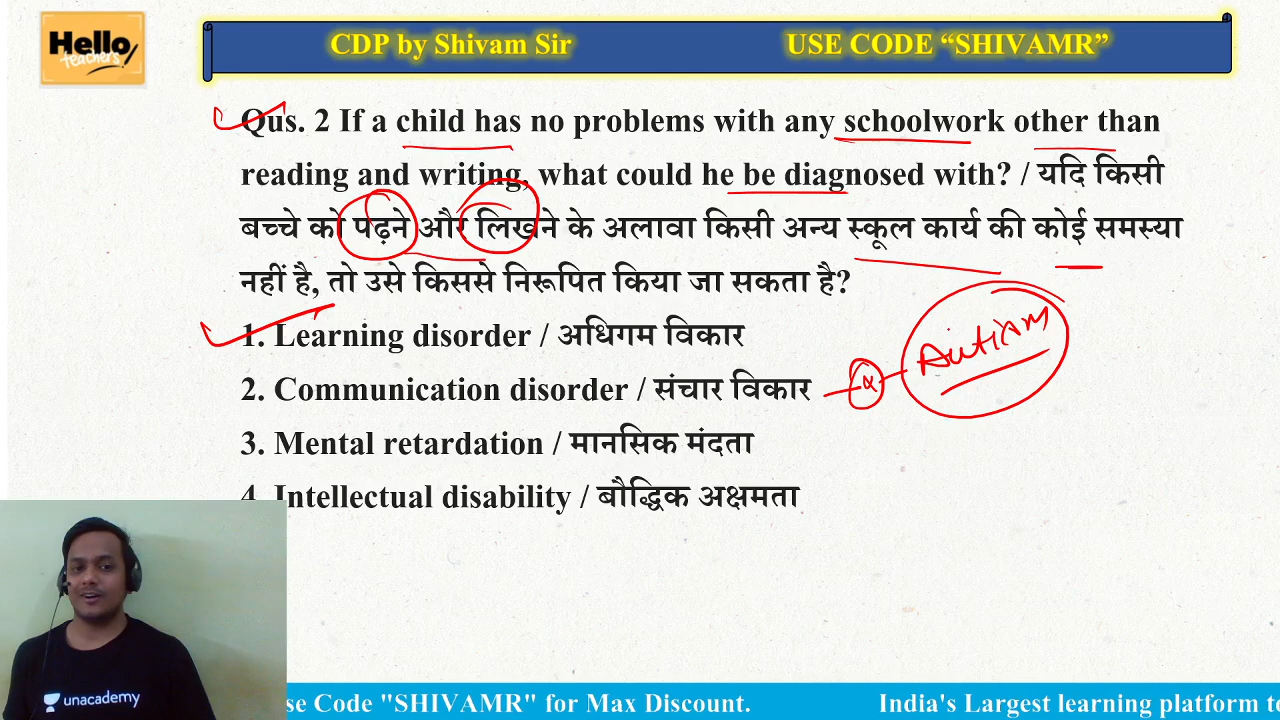 Hello
teachers!
CDP by Shivam Sir
USE CODE “SHIVAMR”
Qus. 2 If a child has no problems with any schoolwork other than
reading and writing, what could he be diagnosed with? / यदि किसी
बच्चे को पढ़ने और लिखने के अलावा किसी अन्य स्कूल कार्य की कोई समस्या
नहीं है, तो उसे किससे निरूपित किया जा सकता है?
1. Learning disorder / अधिगम विकार
2. Communication disorder / संचार विकार
Autism
3. Mental retardation / मानसिक मंदता
4. Intellectual disability / बौद्धिक अक्षमता
unacademy
se Code "SHIVAMR" for Max Discount.
India's Largest learning platform t